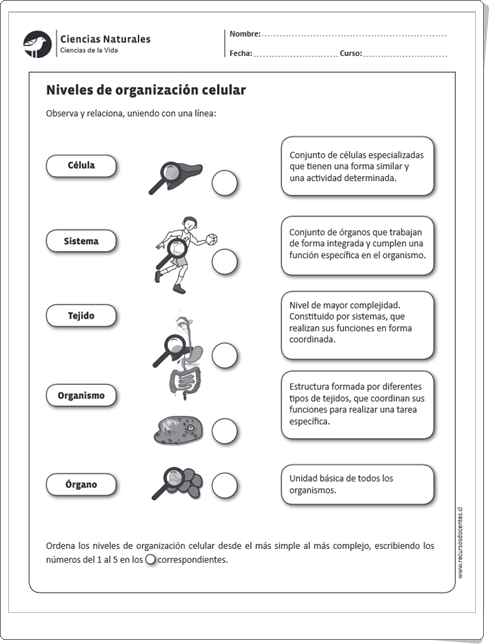 Ciencias Naturales
Ciencias de la Vida
Nombre:
Fecha:
Curso:
Niveles de organización celular
Observa y relaciona, uniendo con una línea:
Célula
Conjunto de células especializadas
que tienen una forma similar y
una actividad determinada.
Sistema
Conjunto de órganos que trabajan
de forma integrada y cumplen una
función específica en el organismo.
Tejido
Nivel de mayor complejidad.
Constituido por sistemas, que
realizan sus funciones en forma
coordinada.
Organismo
Estructura formada por diferentes
tipos de tejidos, que coordinan sus
funciones para realizar una tarea
específica.
Órgano
Unidad básica de todos los
organismos.
Ordena los niveles de organización celular desde el más simple al más complejo, escribiendo los
números del 1 al 5 en los correspondientes.
www.recursosdocentes.cl